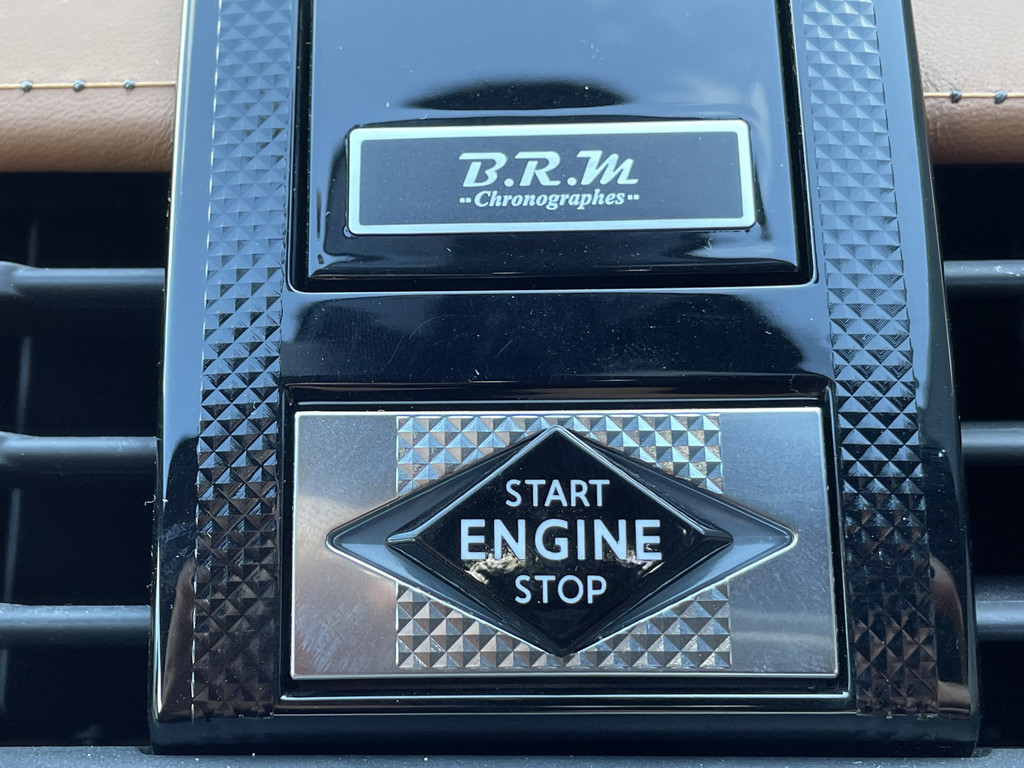 B.R.M
Chronographes
START
ENGINE
STOP